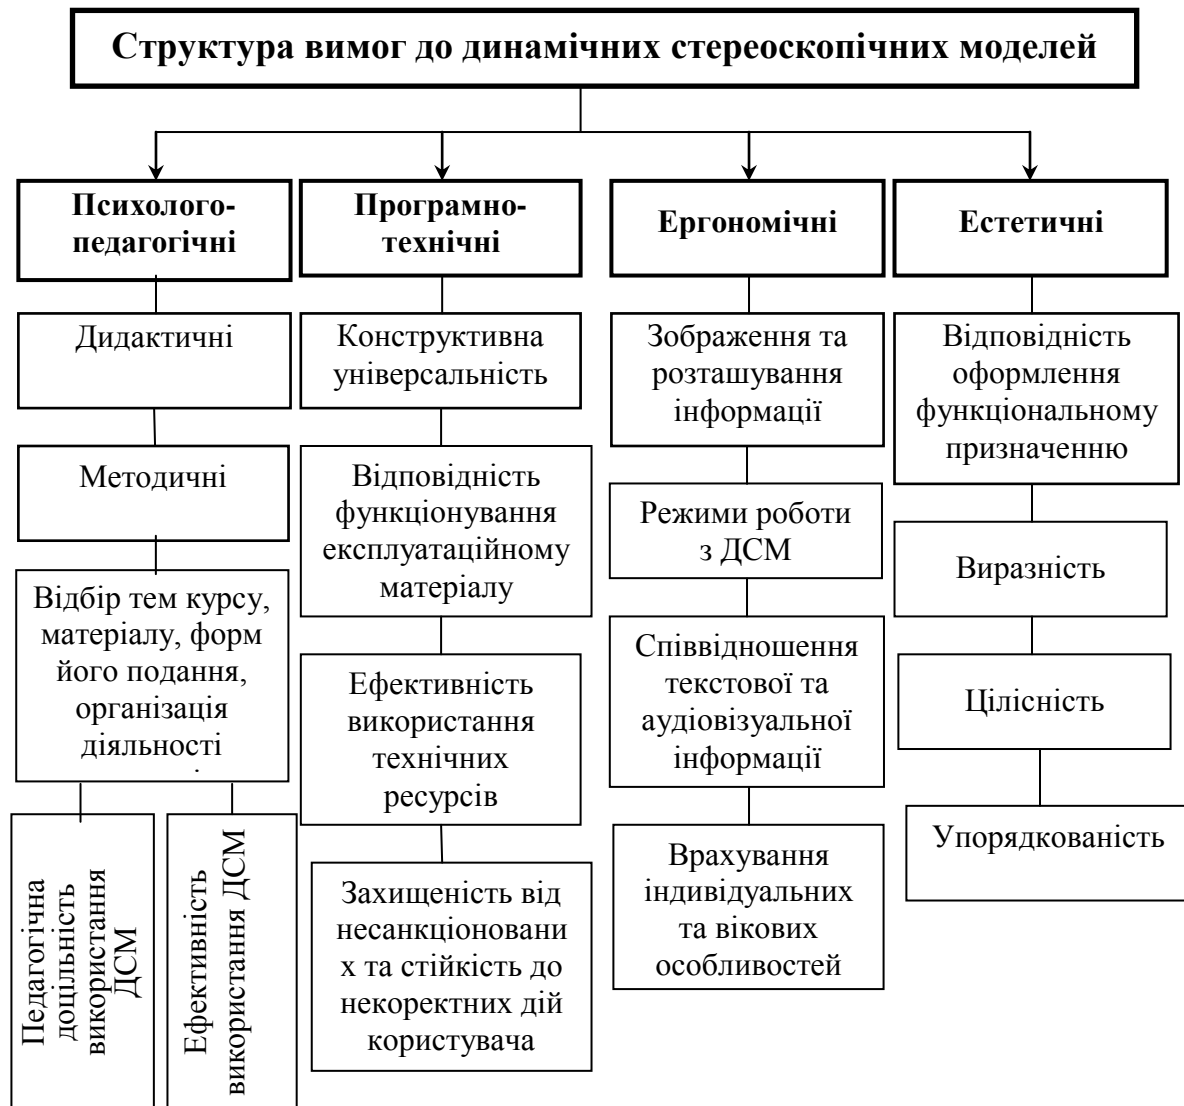 Структура вимог до динамічних стереоскопічних моделей
Психолого-
педагогічні
Дидактичні
Методичні
Відбір тем курсу,
матеріалу, форм
його подання,
організація
діяльності
Педагогічна
доцільність
використання
ДСМ
Ефективність
використання ДСМ
Програмно-
технічні
Конструктивна
універсальність
Відповідність
функціонування
експлуатаційному
матеріалу
Ефективність
використання
технічних
ресурсів
Захищеність від
несанкціоновани
х та стійкість до
некоректних дій
користувача
Ергономічні
Зображення та
розташування
інформації
Режими роботи
з ДСМ
Співвідношення
текстової та
аудіовізуальної
інформації
Врахування
індивідуальних
та вікових
особливостей
Естетичні
Відповідність
оформлення
функціональному
призначенню
Виразність
Цілісність
Упорядкованість